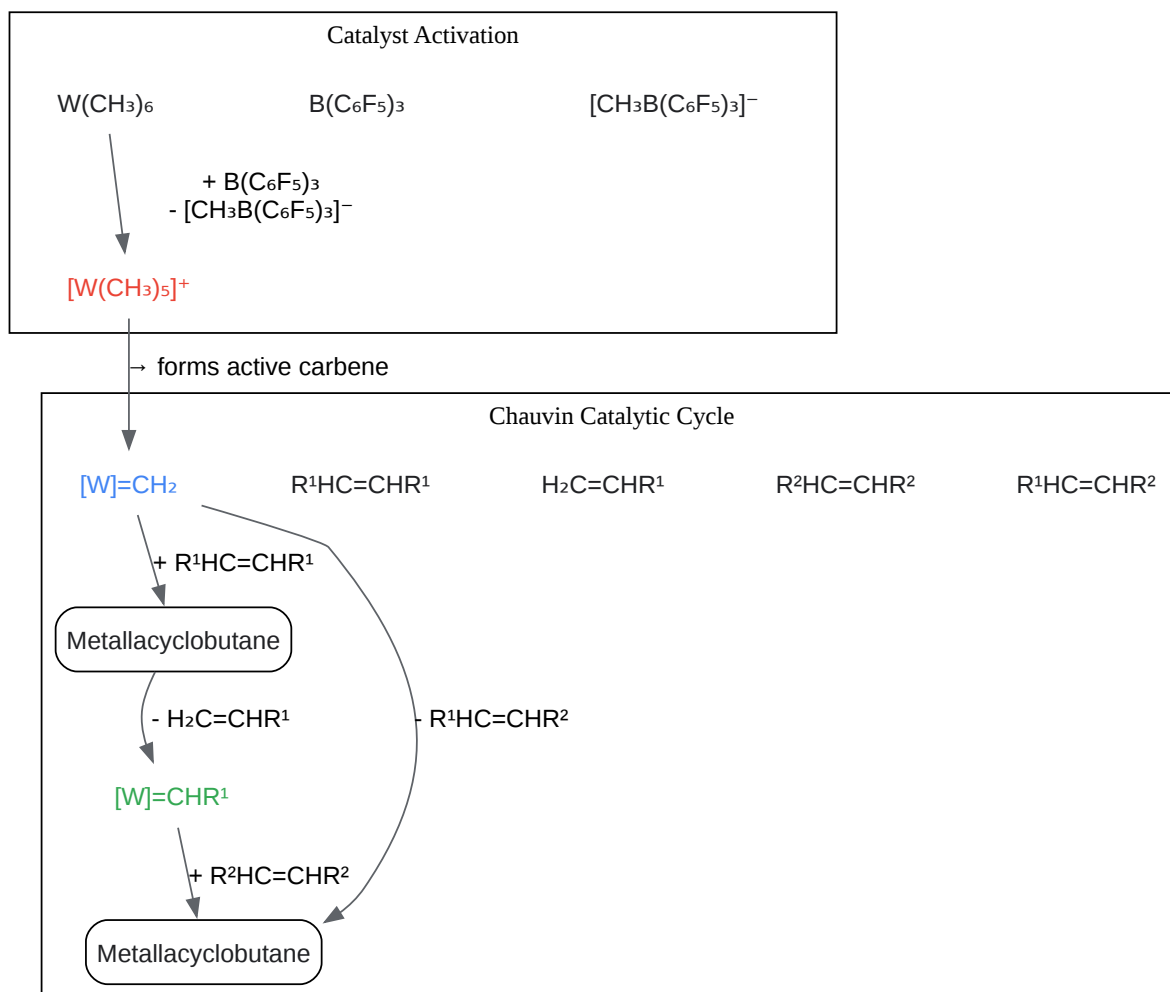 Catalyst Activation
W(CH₃)₆
B(C₆F₅)₃
[CH₃B(C₆F₅)₃]⁻
+ B(C₆F₅)₃
- [CH₃B(C₆F₅)₃]⁻
[W(CH₃)₅]⁺
→ forms active carbene
Chauvin Catalytic Cycle
[W]=CH₂
R¹HC=CHR¹
H₂C=CHR¹
R²HC=CHR²
R¹HC=CHR²
+ R¹HC=CHR¹
Metallacyclobutane
- H₂C=CHR¹
- R¹HC=CHR²
[W]=CHR¹
+ R²HC=CHR²
Metallacyclobutane